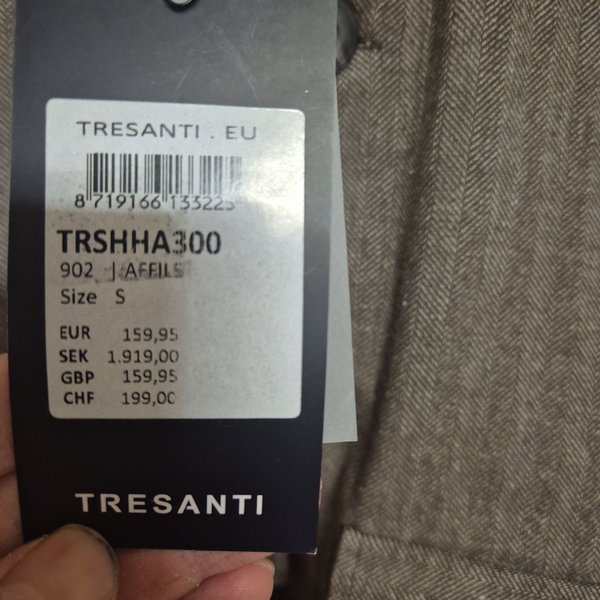 TRESANTI . EU
8 719166 133223
TRSHHA300
902 | AFFILS
Size S
EUR 159,95
SEK 1.919,00
GBP 159,95
CHF 199,00
TRESANTI